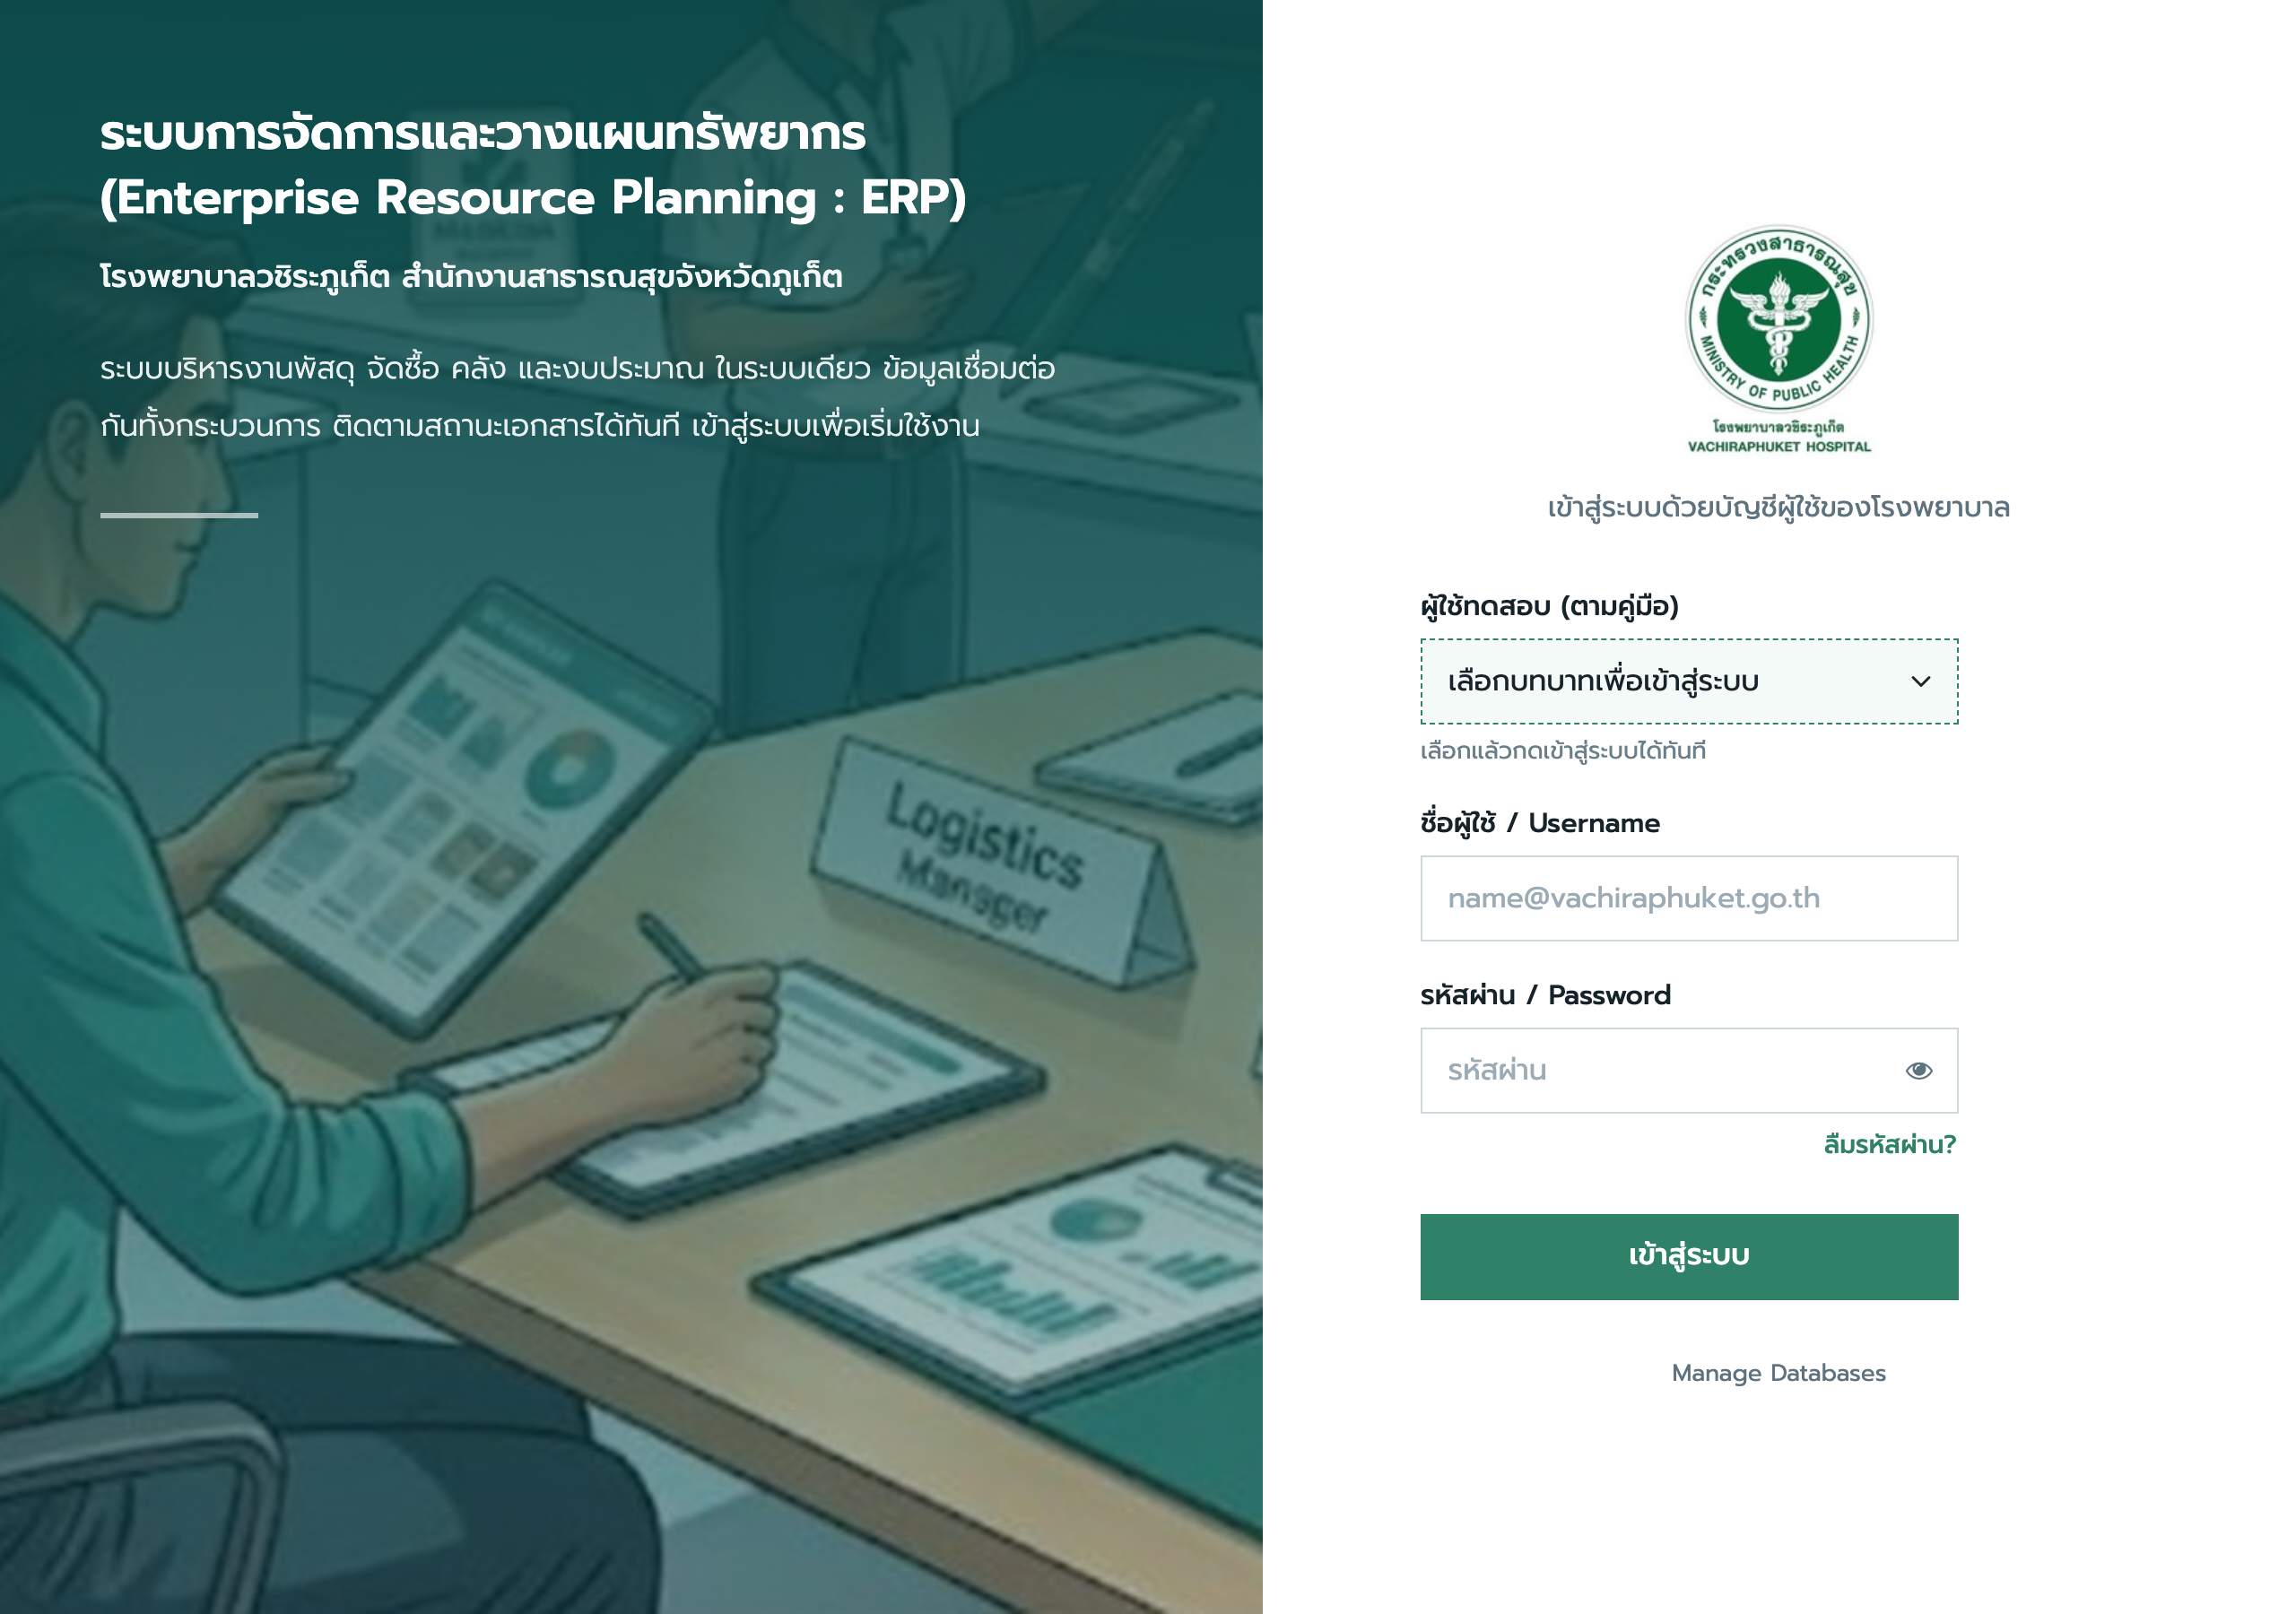 ระบบการจัดการและวางแผนทรัพยากร
(Enterprise Resource Planning : ERP)
โรงพยาบาลวชิระภูเก็ต สำนักงานสาธารณสุขจังหวัดภูเก็ต
ระบบบริหารงานพัสดุ จัดซื้อ คลัง และงบประมาณ ในระบบเดียว ข้อมูลเชื่อมต่อ
กันทั้งกระบวนการ ติดตามสถานะเอกสารได้ทันที เข้าสู่ระบบเพื่อเริ่มใช้งาน
Logistics
Manager
กระทรวงสาธารณสุข
MINISTRY OF PUBLIC HEALTH
โรงพยาบาลวชิระภูเก็ต
VACHIRAPHUKET HOSPITAL
เข้าสู่ระบบด้วยบัญชีผู้ใช้ของโรงพยาบาล
ผู้ใช้ทดสอบ (ตามคู่มือ)
เลือกบทบาทเพื่อเข้าสู่ระบบ
เลือกแล้วกดเข้าสู่ระบบได้ทันที
ชื่อผู้ใช้ / Username
name@vachiraphuket.go.th
รหัสผ่าน / Password
รหัสผ่าน
ลืมรหัสผ่าน?
เข้าสู่ระบบ
Manage Databases